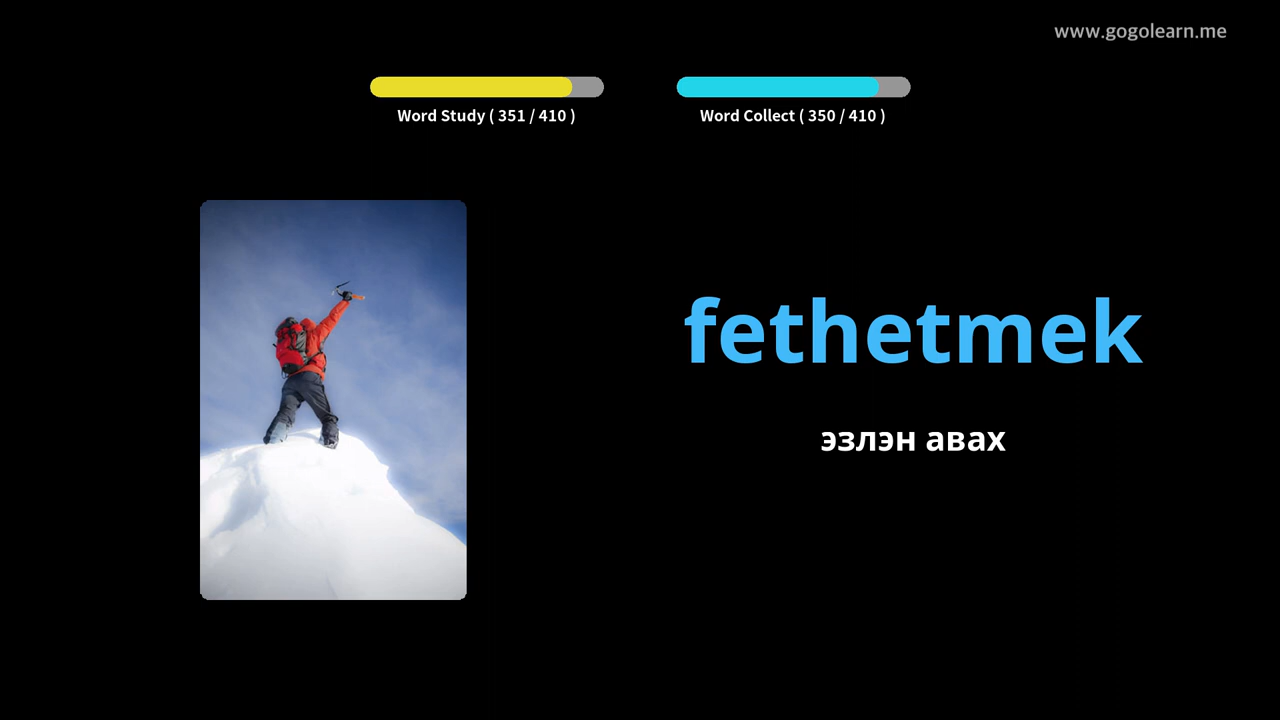 www.gogolearn.me
Word Study ( 351 / 410 )
Word Collect ( 350 / 410 )
fethetmek
эзлэн авах